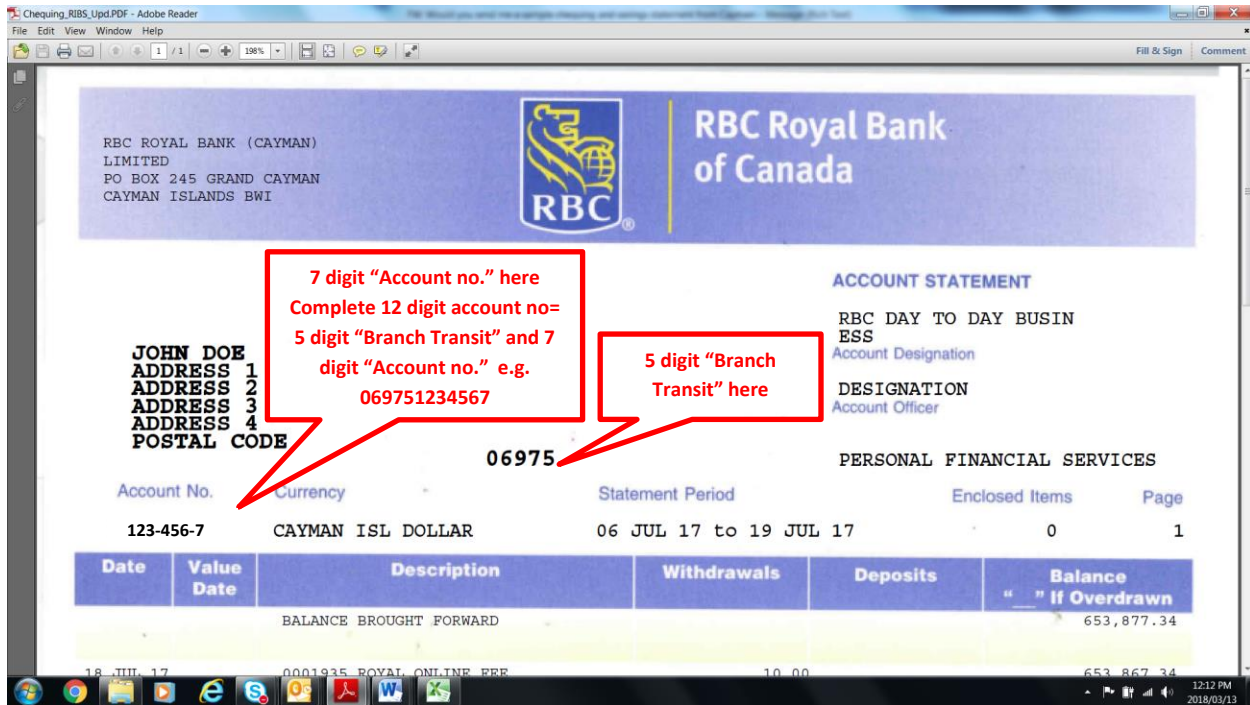 Chequing_RIBS_Upd.PDF - Adobe Reader
File Edit View Window Help
1 / 1 198% Fill & Sign Comment
RBC ROYAL BANK (CAYMAN)
LIMITED
PO BOX 245 GRAND CAYMAN
CAYMAN ISLANDS BWI
RBC
®
RBC Royal Bank
of Canada
7 digit “Account no.” here
Complete 12 digit account no=
5 digit “Branch Transit” and 7
digit “Account no.” e.g.
069751234567
5 digit “Branch
Transit” here
ACCOUNT STATEMENT
RBC DAY TO DAY BUSIN
ESS
Account Designation
DESIGNATION
Account Officer
JOHN DOE
ADDRESS 1
ADDRESS 2
ADDRESS 3
ADDRESS 4
POSTAL CODE
06975
PERSONAL FINANCIAL SERVICES
Account No. Currency Statement Period Enclosed Items Page
123-456-7 CAYMAN ISL DOLLAR 06 JUL 17 to 19 JUL 17 0 1
Date Value Date Description Withdrawals Deposits Balance
“__” If Overdrawn
BALANCE BROUGHT FORWARD 653,877.34
18 JUL 17 0001935 ROYAL ONLINE FEE 10.00 653,867.34
12:12 PM
2018/03/13